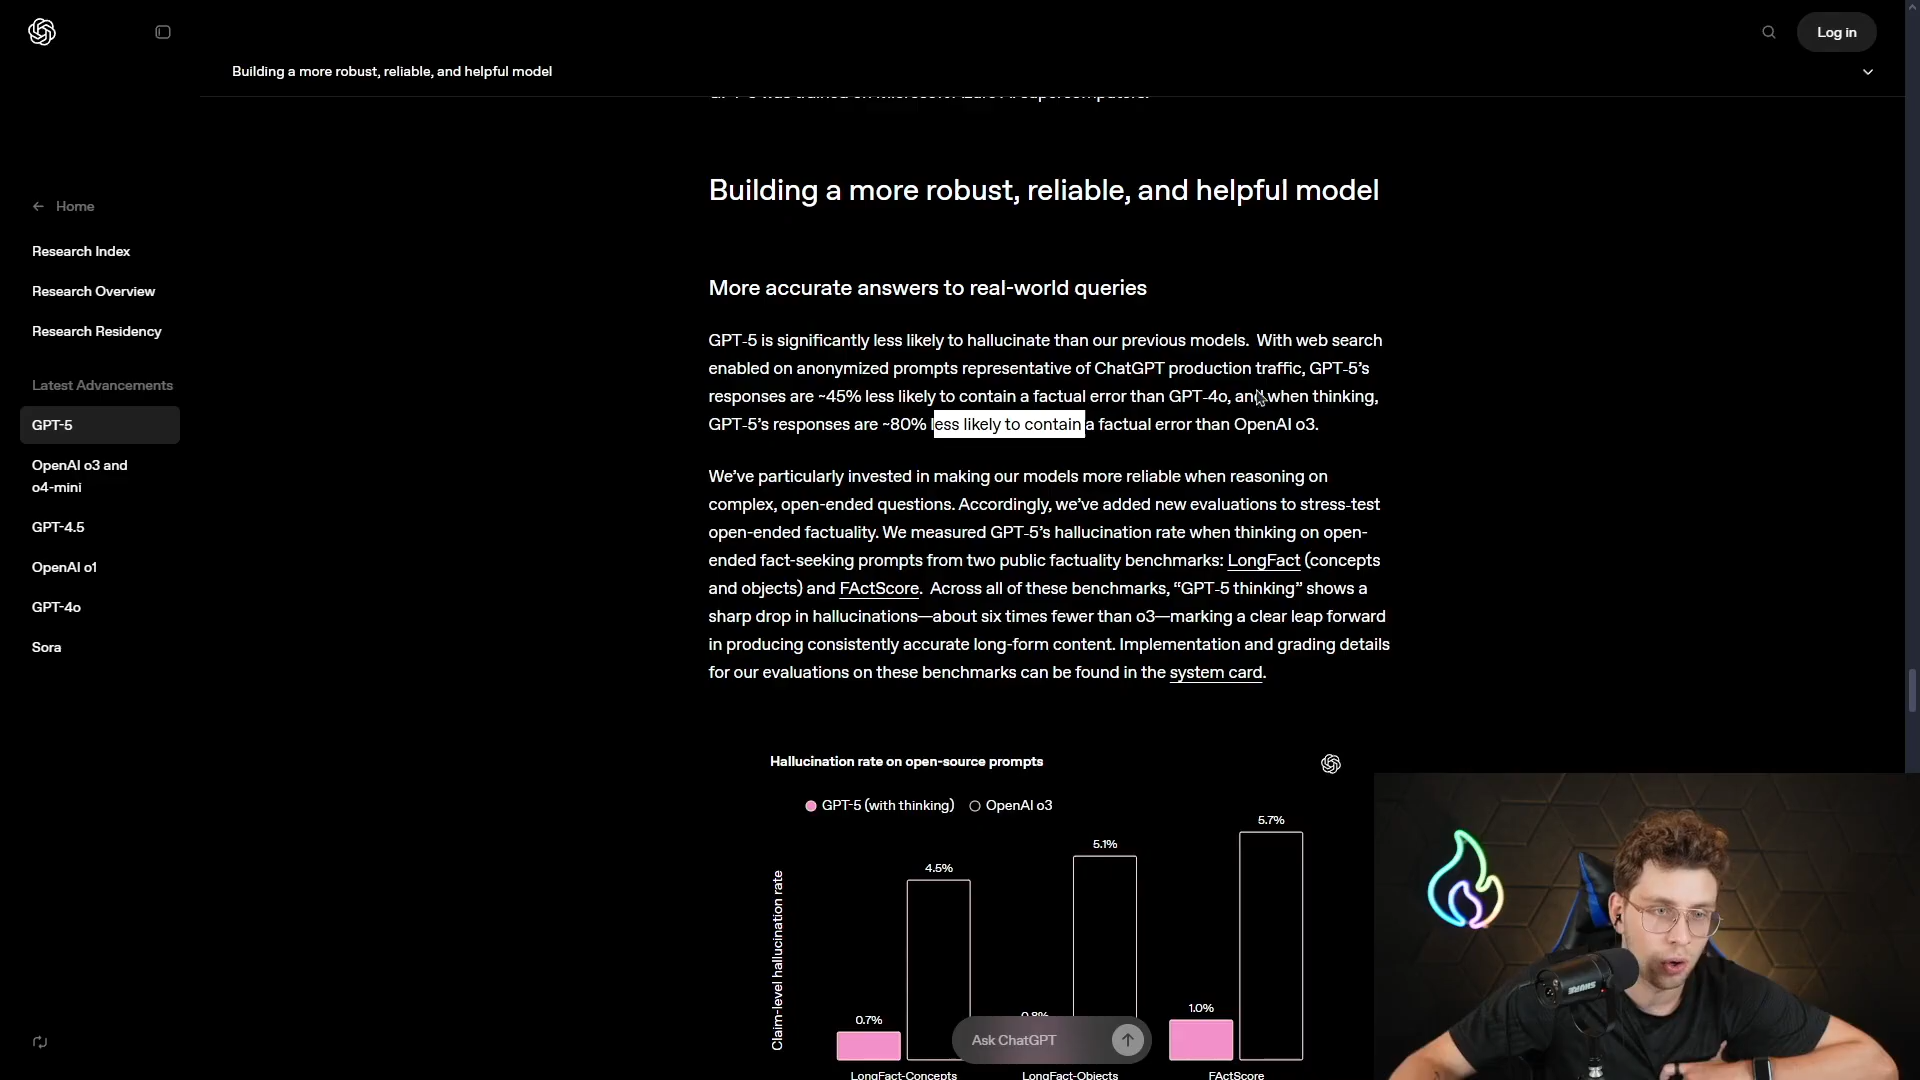 Log in
Building a more robust, reliable, and helpful model
GPT-5 was trained on Microsoft Azure AI supercomputers.
Home
Research Index
Research Overview
Research Residency
Latest Advancements
GPT-5
OpenAI o3 and
o4-mini
GPT-4.5
OpenAI o1
GPT-4o
Sora
Building a more robust, reliable, and helpful model
More accurate answers to real-world queries
GPT-5 is significantly less likely to hallucinate than our previous models. With web search
enabled on anonymized prompts representative of ChatGPT production traffic, GPT-5’s
responses are ~45% less likely to contain a factual error than GPT-4o, and when thinking,
GPT-5’s responses are ~80% less likely to contain a factual error than OpenAI o3.
We’ve particularly invested in making our models more reliable when reasoning on
complex, open-ended questions. Accordingly, we’ve added new evaluations to stress-test
open-ended factuality. We measured GPT-5’s hallucination rate when thinking on open-
ended fact-seeking prompts from two public factuality benchmarks: LongFact (concepts
and objects) and FActScore. Across all of these benchmarks, “GPT-5 thinking” shows a
sharp drop in hallucinations—about six times fewer than o3—marking a clear leap forward
in producing consistently accurate long-form content. Implementation and grading details
for our evaluations on these benchmarks can be found in the system card.
Hallucination rate on open-source prompts
GPT-5 (with thinking) OpenAI o3
Claim-level hallucination rate
0.7%
4.5%
0.8%
5.1%
1.0%
5.7%
LongFact-Concepts
LongFact-Objects
FActScore
Ask ChatGPT
SHURE